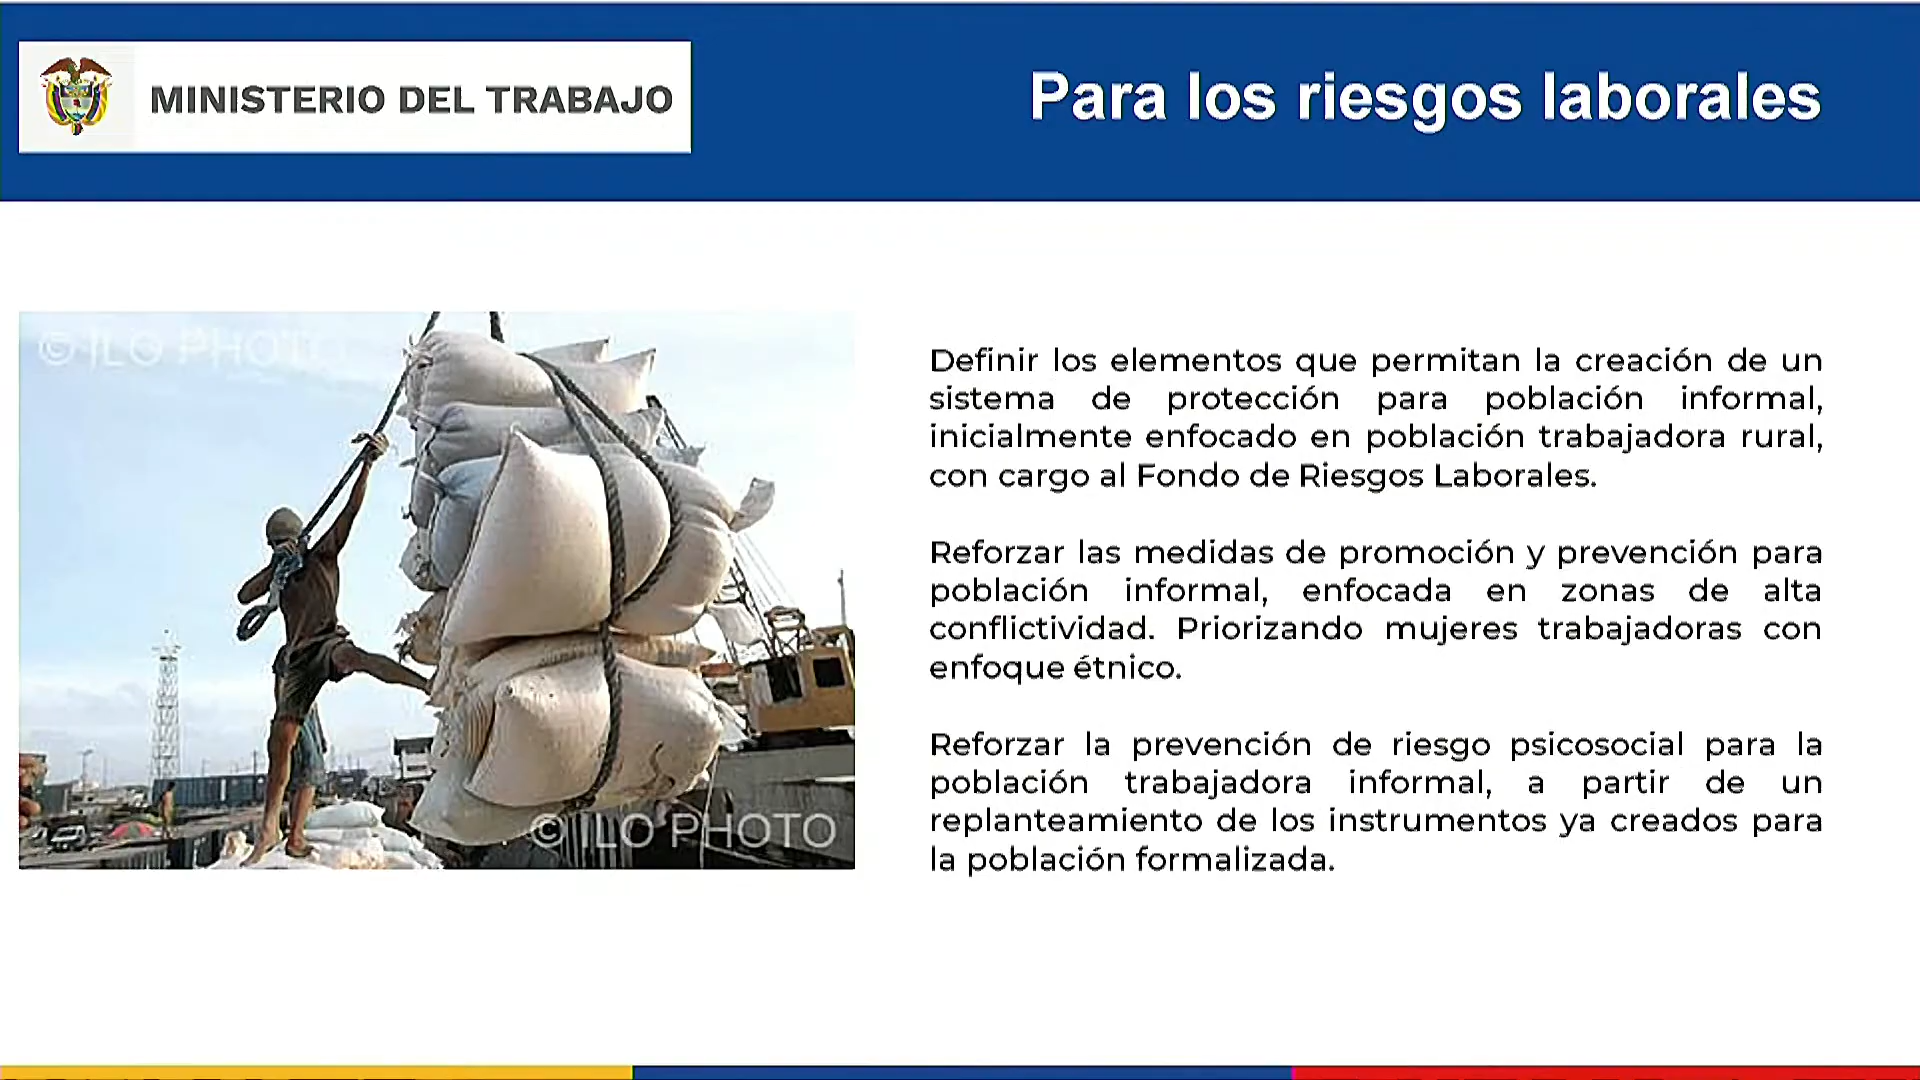 MINISTERIO DEL TRABAJO
Para los riesgos laborales
© ILO PHOTO
© ILO PHOTO
Definir los elementos que permitan la creación de un
sistema de protección para población informal,
inicialmente enfocado en población trabajadora rural,
con cargo al Fondo de Riesgos Laborales.
Reforzar las medidas de promoción y prevención para
población informal, enfocada en zonas de alta
conflictividad. Priorizando mujeres trabajadoras con
enfoque étnico.
Reforzar la prevención de riesgo psicosocial para la
población trabajadora informal, a partir de un
replanteamiento de los instrumentos ya creados para
la población formalizada.